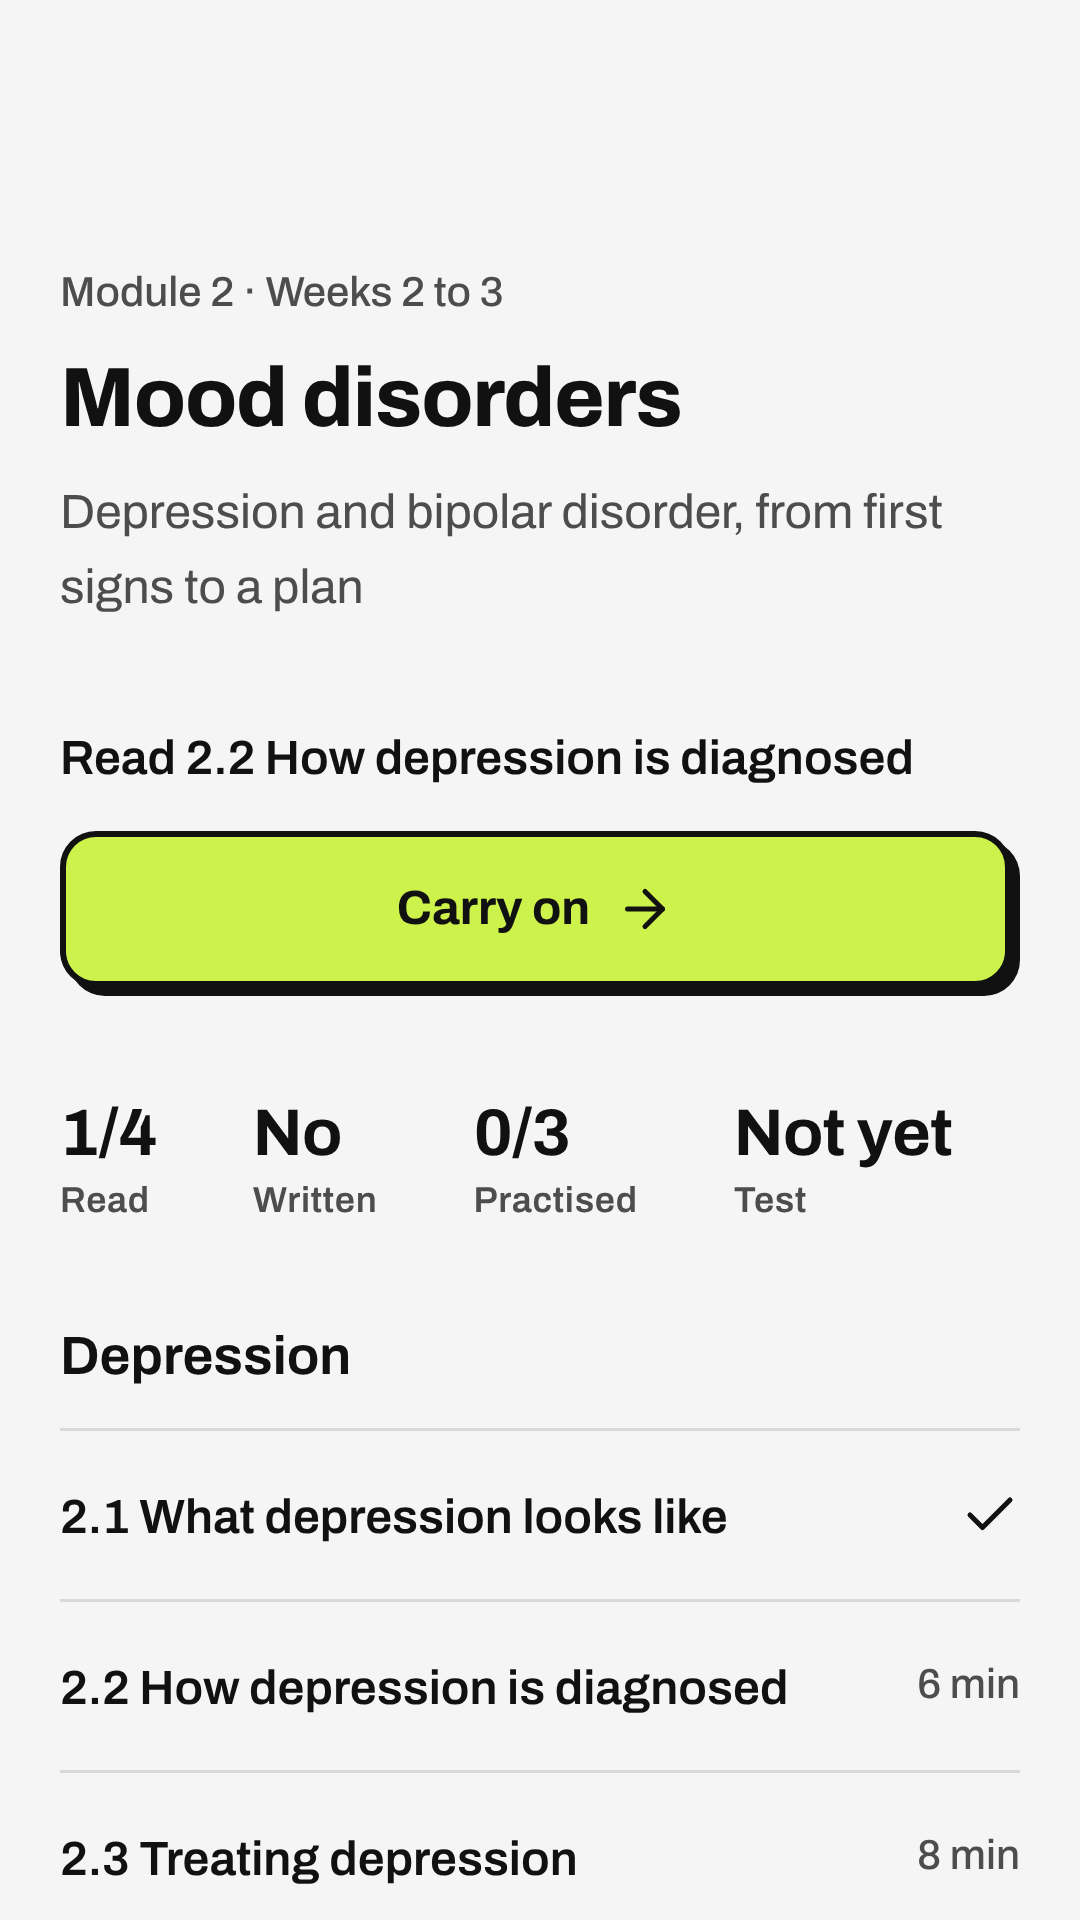 Module 2 · Weeks 2 to 3
Mood disorders
Depression and bipolar disorder, from first
signs to a plan
Read 2.2 How depression is diagnosed
Carry on →
1/4 No 0/3 Not yet
Read Written Practised Test
Depression
2.1 What depression looks like
2.2 How depression is diagnosed 6 min
2.3 Treating depression 8 min